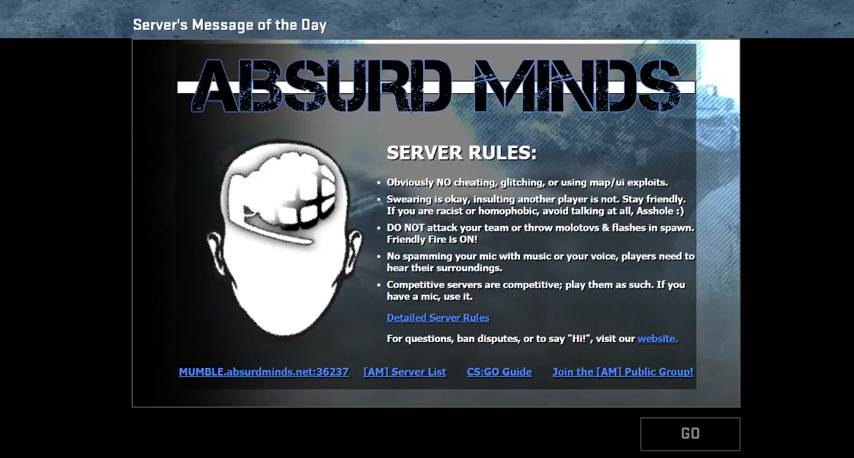 Server's Message of the Day
ABSURD MINDS
SERVER RULES:
• Obviously NO cheating, glitching, or using map/ui exploits.
• Swearing is okay, insulting another player is not. Stay friendly.
If you are racist or homophobic, avoid talking at all, Asshole :)
• DO NOT attack your team or throw molotovs & flashes in spawn.
Friendly Fire is ON!
• No spamming your mic with music or your voice, players need to
hear their surroundings.
• Competitive servers are competitive; play them as such. If you
have a mic, use it.
Detailed Server Rules
For questions, ban disputes, or to say "Hi!", visit our website.
MUMBLE.absurdminds.net:36237 [AM] Server List CS:GO Guide Join the [AM] Public Group!
GO